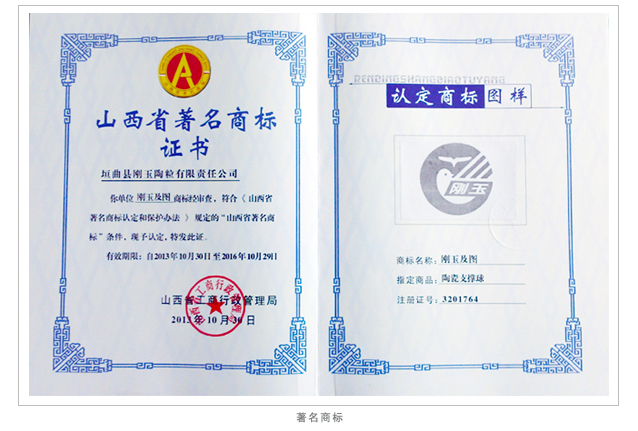 山西省著名商标
证书
垣曲县刚玉陶粒有限责任公司
你单位 刚玉及图 商标经审查，符合《山西省
著名商标认定和保护办法 》规定的“山西省著名商
标”条件，现予认定，特发此证。
有效期限：自2013年10月30日至2016年10月29日
山西省工商行政管理局
2013年10月30日
RENDINGSHANGBIAOTUYANG
认定商标图样
刚玉
商标名称：刚玉及图
指定商品：陶瓷支撑球
注册证号：3201764
著名商标